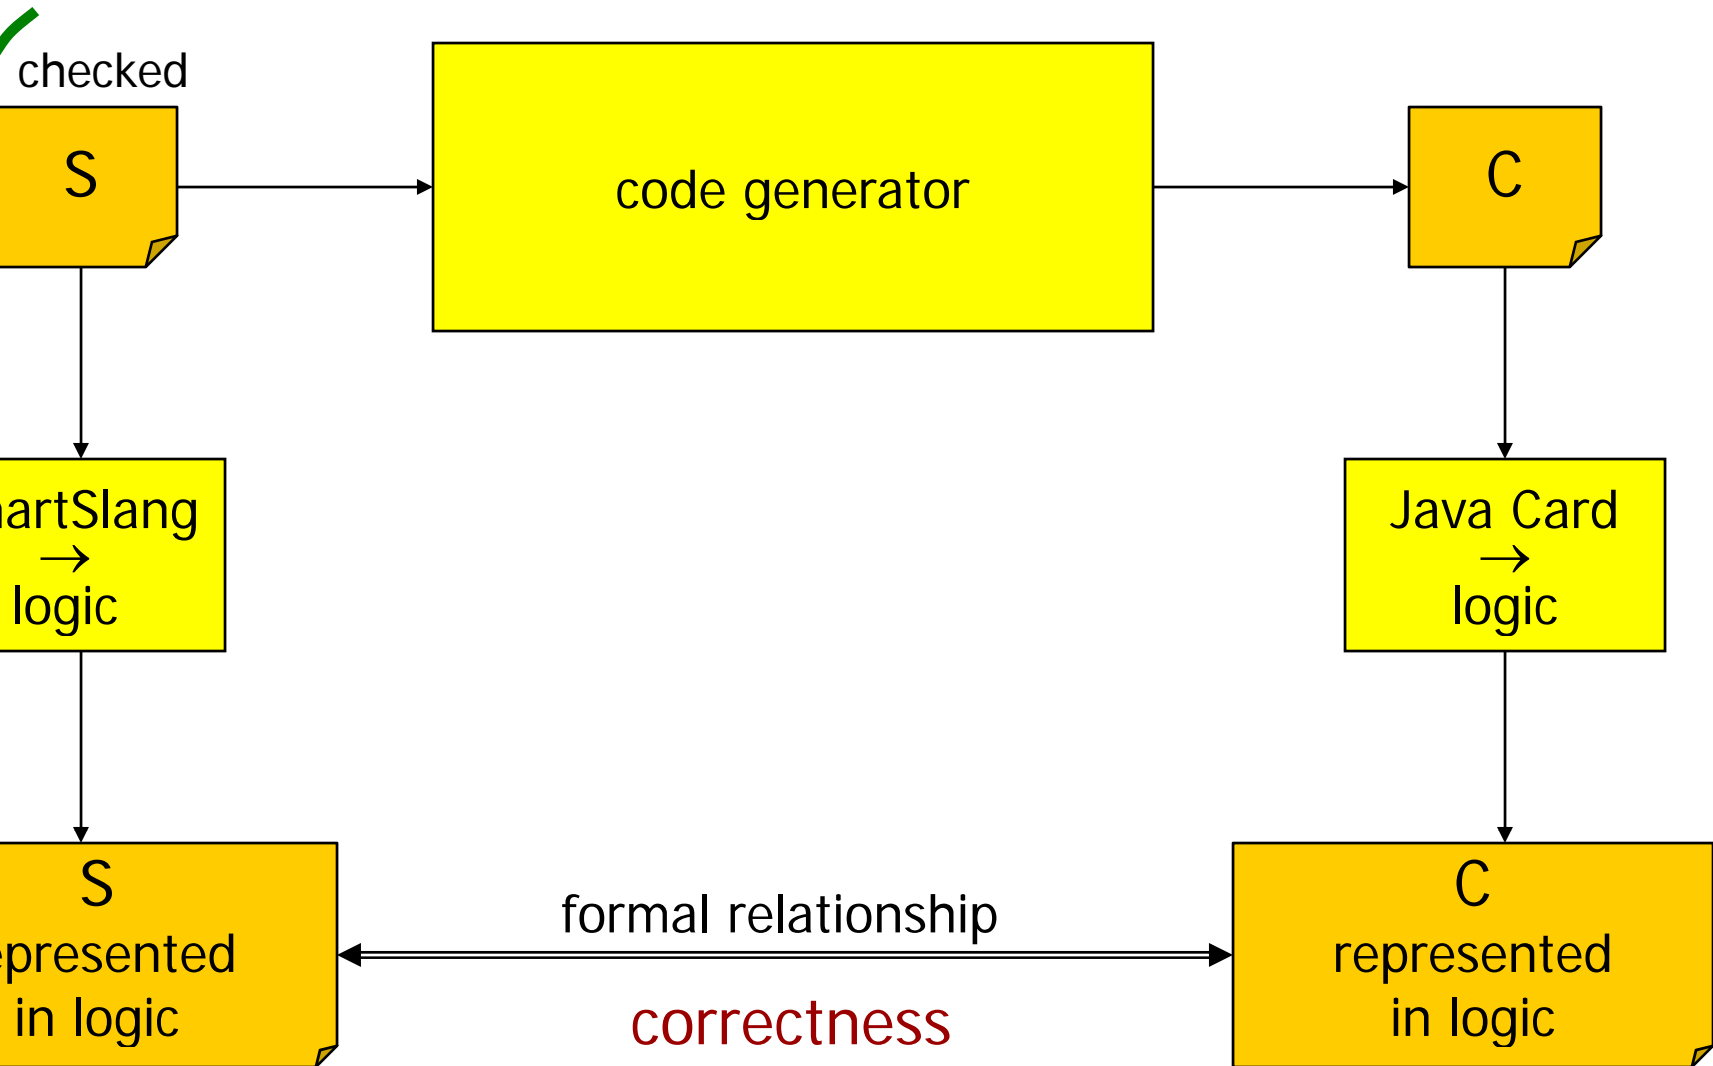 checked
S
code generator
C
artSlang
→
logic
Java Card
→
logic
S
presented
in logic
formal relationship
correctness
C
represented
in logic